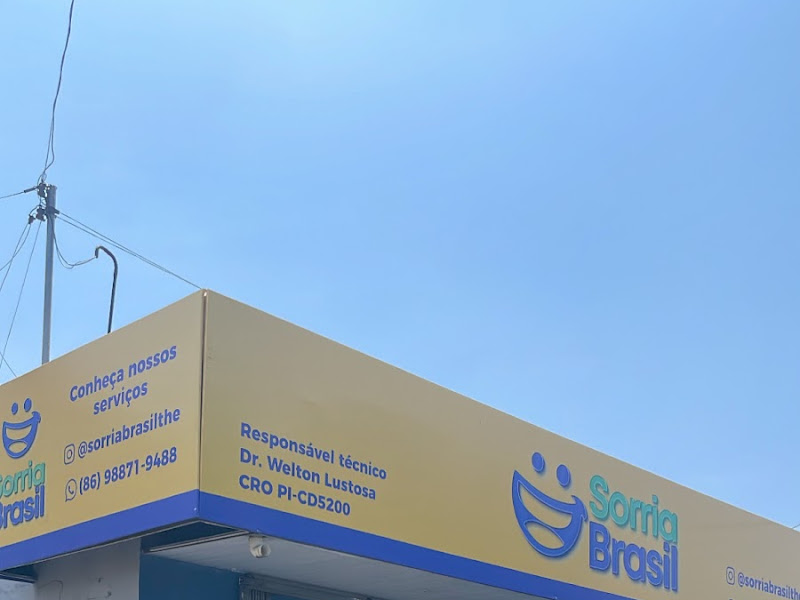 Conheça nossos
serviços
@sorriabrasilthe
(86) 98871-9488
Sorria
Brasil
Responsável técnico
Dr. Welton Lustosa
CRO PI-CD5200
Sorria
Brasil
@sorriabrasilthe